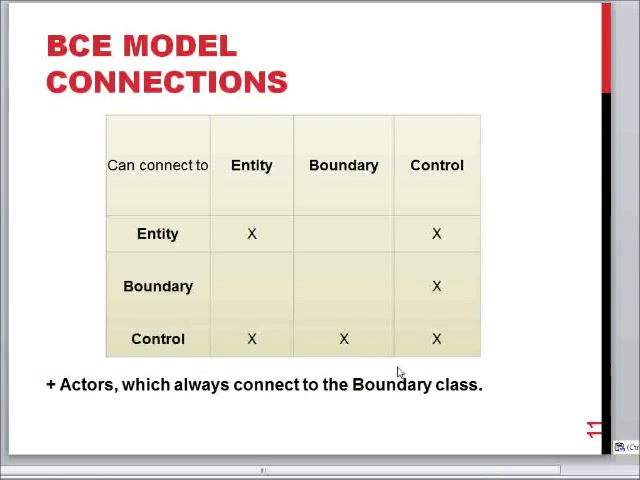 BCE MODEL
CONNECTIONS
Can connect to Entity Boundary Control
Entity X X
Boundary X
Control X X X
+ Actors, which always connect to the Boundary class.
11
(Ctr